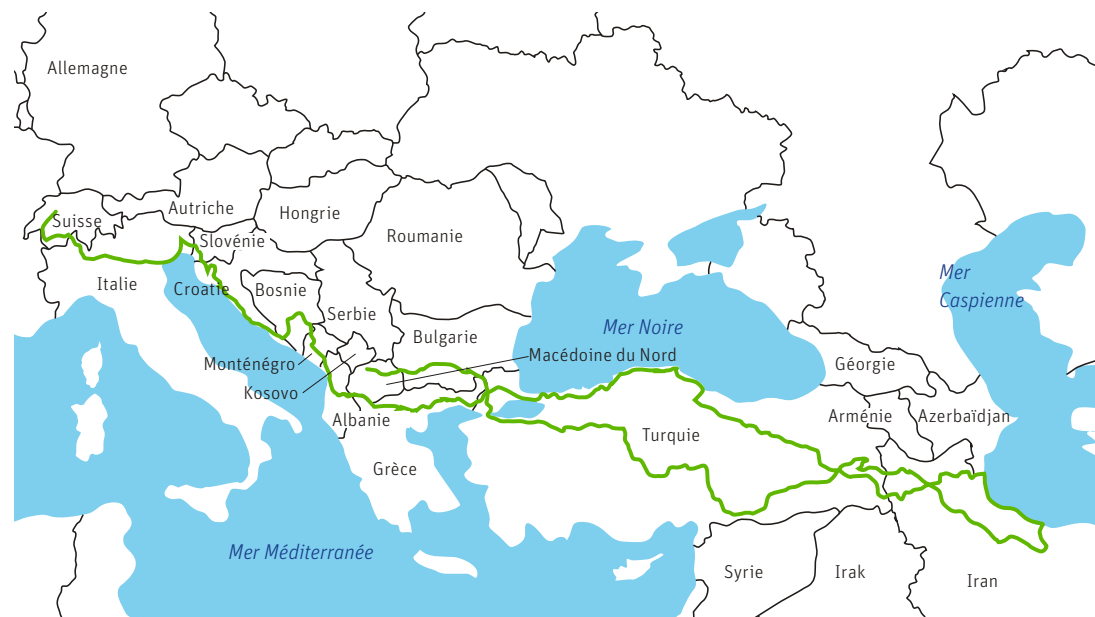 Allemagne
Suisse
Autriche
Hongrie
Slovénie
Roumanie
Italie
Croatie
Bosnie
Serbie
Mer
Caspienne
Mer Noire
Bulgarie
Macédoine du Nord
Monténégro
Géorgie
Kosovo
Albanie
Arménie
Azerbaïdjan
Turquie
Grèce
Mer Méditerranée
Syrie
Irak
Iran